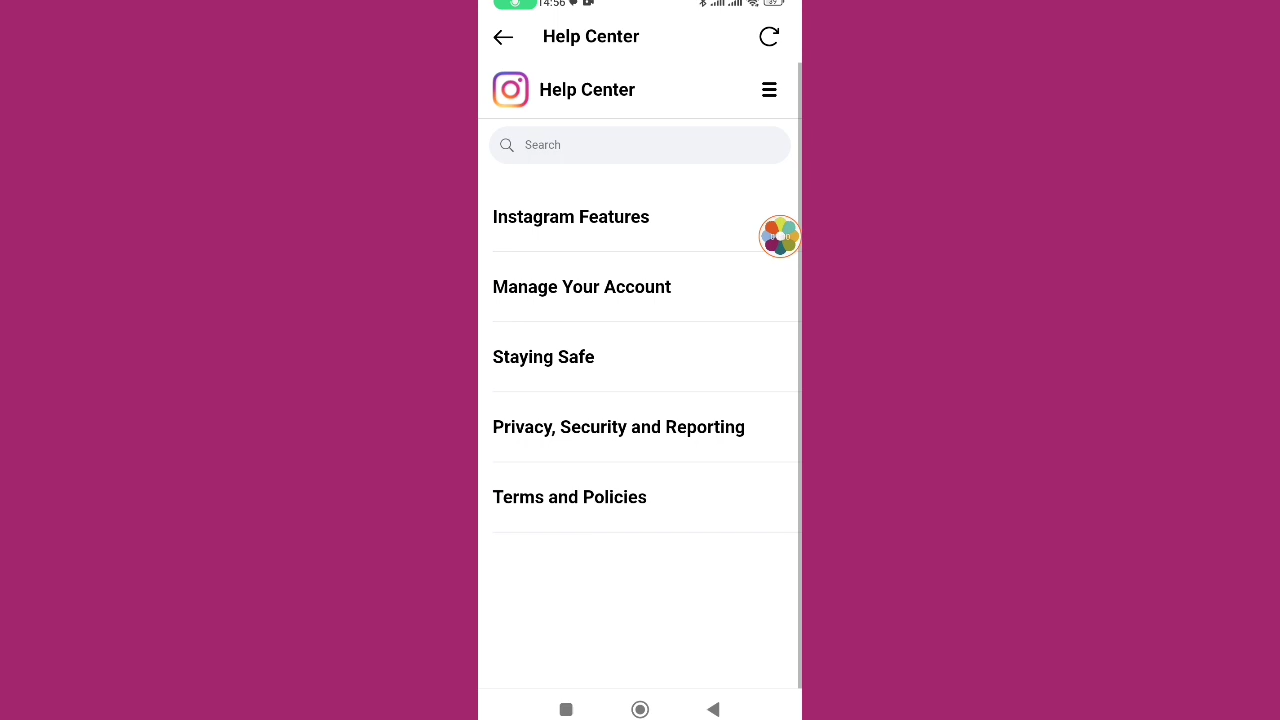 14:56
Help Center
Help Center
Search
Instagram Features
Manage Your Account
Staying Safe
Privacy, Security and Reporting
Terms and Policies